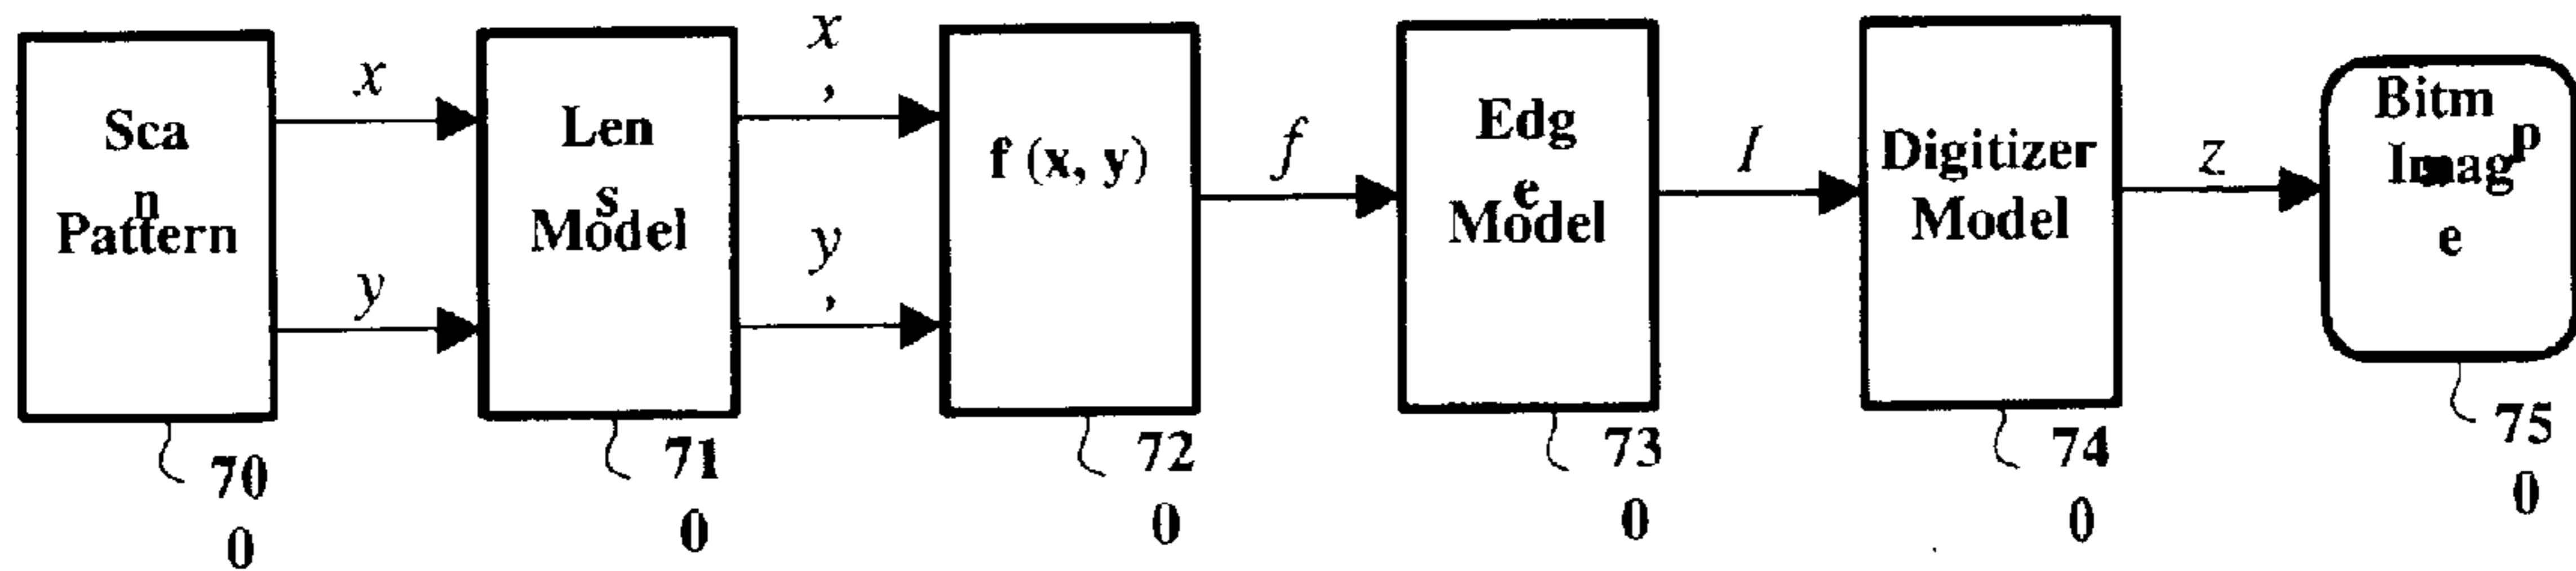 Sca
n
Pattern
70
0
x
y
Len
s
Model
71
0
x
,
y
,
f (x, y)
72
0
f
Edg
e
Model
73
0
I
Digitizer
Model
74
0
z
Bitm
p
Imag
e
75
0